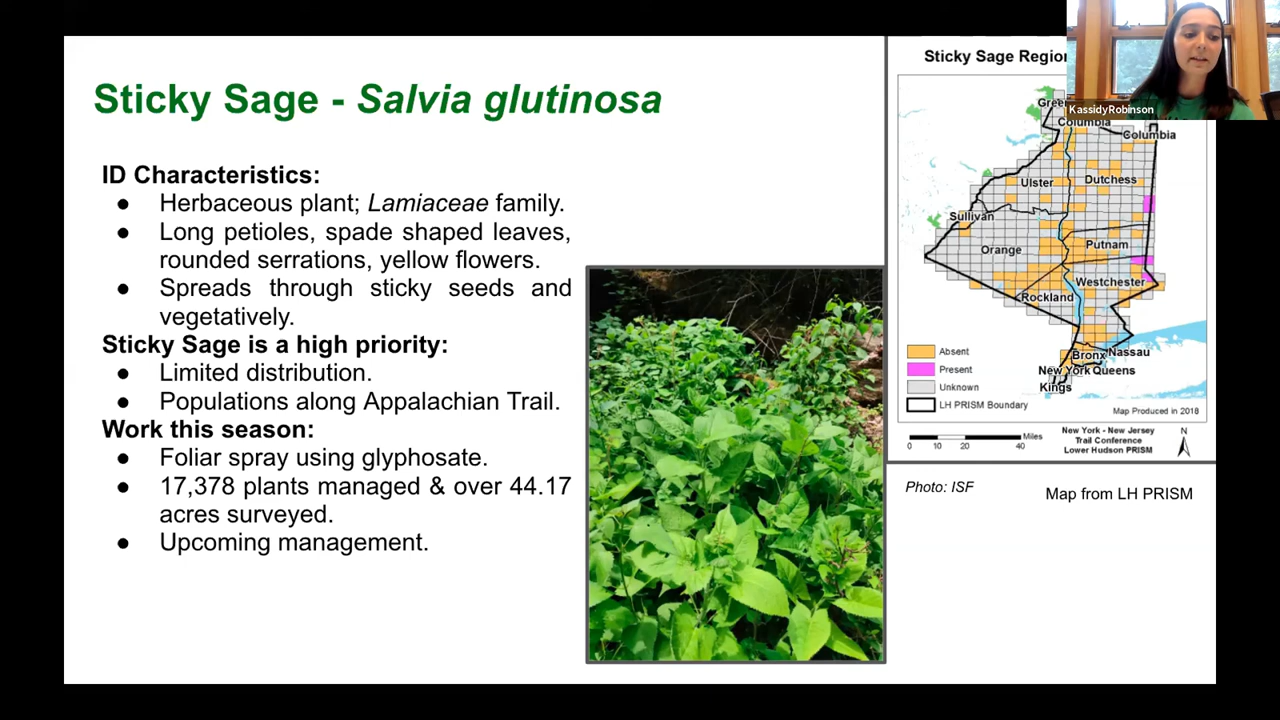 Sticky Sage - Salvia glutinosa
ID Characteristics:
● Herbaceous plant; Lamiaceae family.
● Long petioles, spade shaped leaves,
rounded serrations, yellow flowers.
● Spreads through sticky seeds and
vegetatively.
Sticky Sage is a high priority:
● Limited distribution.
● Populations along Appalachian Trail.
Work this season:
● Foliar spray using glyphosate.
● 17,378 plants managed & over 44.17
acres surveyed.
● Upcoming management.
Sticky Sage Regio
KassidyRobinson
Gree
Columbia
Columbia
Ulster
Dutchess
Sullivan
Orange
Putnam
Westchester
Rockland
Bronx
Nassau
New York
Queens
Kings
Absent
Present
Unknown
LH PRISM Boundary
Map Produced in 2018
Miles
0 10 20 40
New York - New Jersey
Trail Conference
Lower Hudson PRISM
N
Photo: ISF
Map from LH PRISM